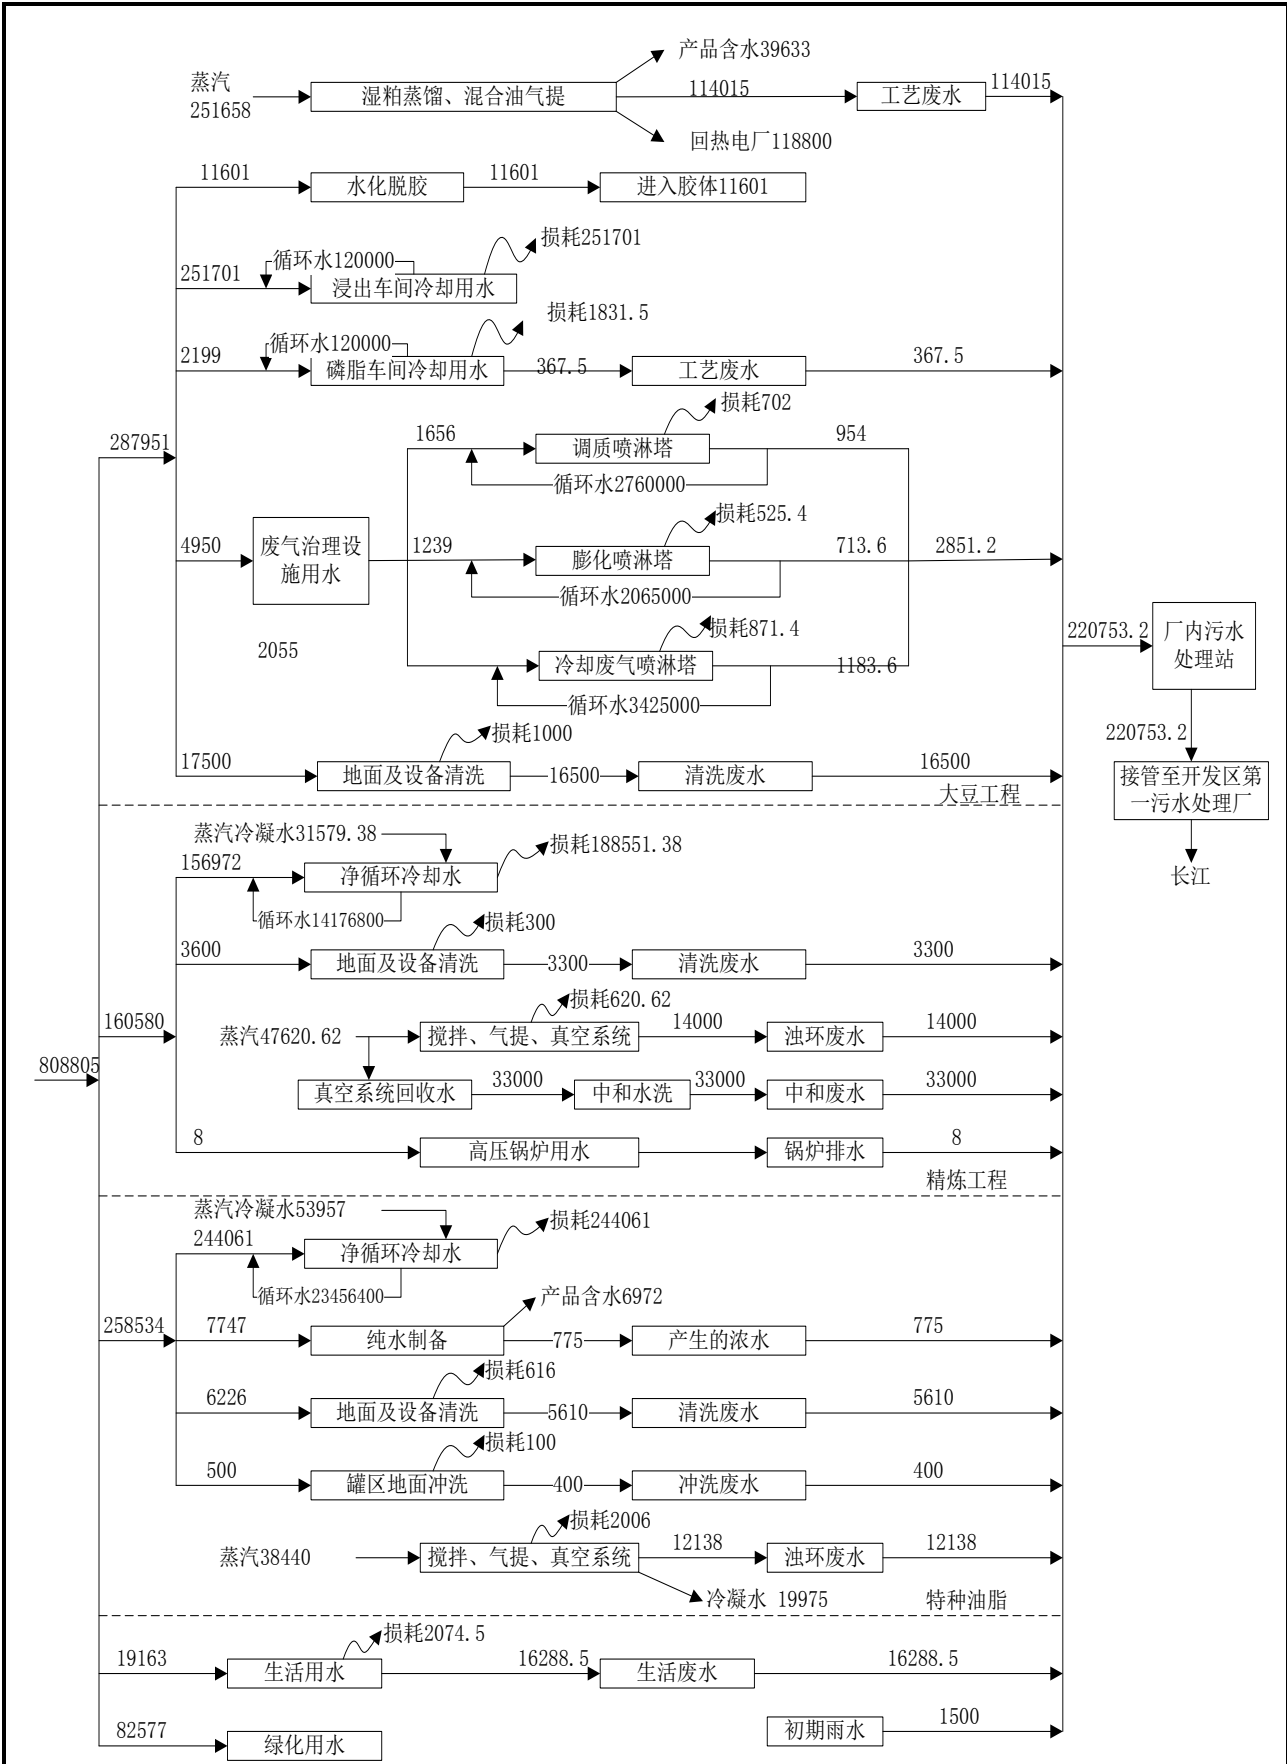 产品含水39633
蒸汽
251658
湿粕蒸馏、混合油气提
114015
工艺废水
114015
回热电厂118800
11601
水化脱胶
11601
进入胶体11601
损耗251701
循环水120000
251701
浸出车间冷却用水
损耗1831.5
循环水120000
2199
磷脂车间冷却用水
367.5
工艺废水
367.5
损耗702
287951
1656
调质喷淋塔
954
循环水2760000
损耗525.4
4950
废气治理设
施用水
1239
膨化喷淋塔
713.6
2851.2
循环水2065000
损耗871.4
2055
冷却废气喷淋塔
1183.6
循环水3425000
220753.2
厂内污水
处理站
220753.2
接管至开发区第
一污水处理厂
长江
损耗1000
17500
地面及设备清洗
16500
清洗废水
16500
大豆工程
蒸汽冷凝水31579.38
损耗188551.38
156972
净循环冷却水
循环水14176800
损耗300
3600
地面及设备清洗
3300
清洗废水
3300
损耗620.62
160580
蒸汽47620.62
搅拌、气提、真空系统
14000
浊环废水
14000
808805
真空系统回收水
33000
中和水洗
33000
中和废水
33000
8
高压锅炉用水
锅炉排水
8
精炼工程
蒸汽冷凝水53957
损耗244061
244061
净循环冷却水
循环水23456400
产品含水6972
258534
7747
纯水制备
775
产生的浓水
775
损耗616
6226
地面及设备清洗
5610
清洗废水
5610
损耗100
500
罐区地面冲洗
400
冲洗废水
400
损耗2006
蒸汽38440
搅拌、气提、真空系统
12138
浊环废水
12138
冷凝水 19975
特种油脂
损耗2074.5
19163
生活用水
16288.5
生活废水
16288.5
82577
绿化用水
初期雨水
1500